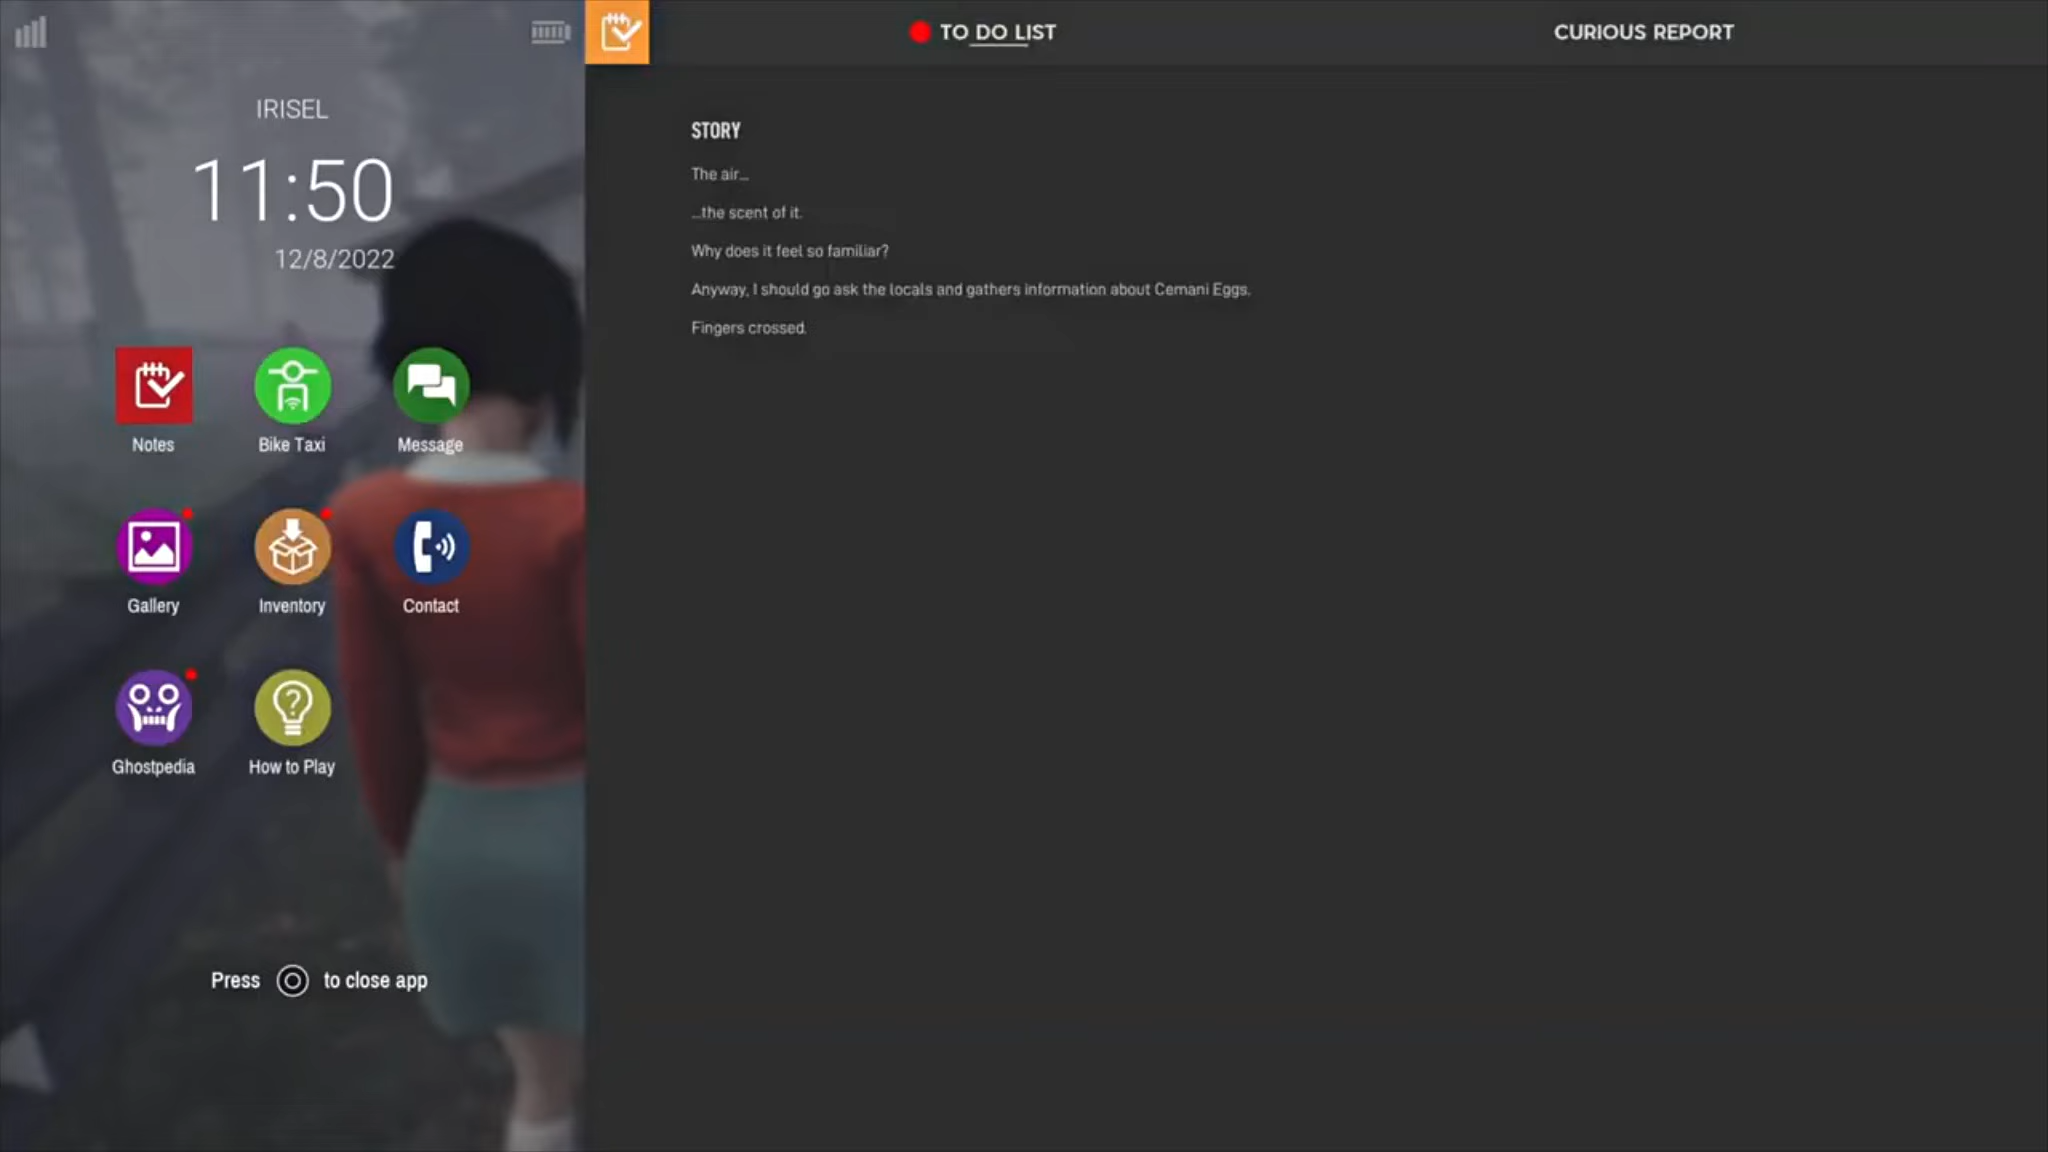 IRISEL
11:50
12/8/2022
Notes
Bike Taxi
Message
Gallery
Inventory
Contact
Ghostpedia
How to Play
Press to close app
TO DO LIST
CURIOUS REPORT
STORY
The air...
...the scent of it.
Why does it feel so familiar?
Anyway, I should go ask the locals and gathers information about Cemani Eggs.
Fingers crossed.